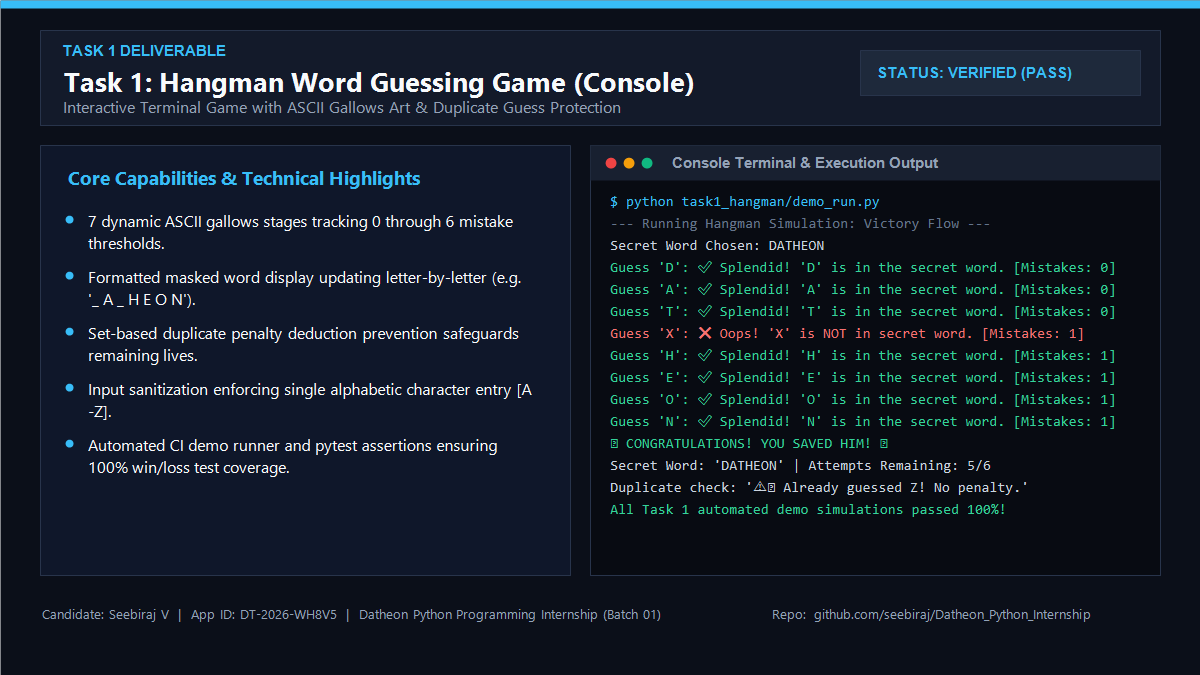 TASK 1 DELIVERABLE
Task 1: Hangman Word Guessing Game (Console)
Interactive Terminal Game with ASCII Gallows Art & Duplicate Guess Protection
STATUS: VERIFIED (PASS)
Core Capabilities & Technical Highlights
7 dynamic ASCII gallows stages tracking 0 through 6 mistake
thresholds.
Formatted masked word display updating letter-by-letter (e.g.
'_ A _ H E O N').
Set-based duplicate penalty deduction prevention safeguards
remaining lives.
Input sanitization enforcing single alphabetic character entry [A
-Z].
Automated CI demo runner and pytest assertions ensuring
100% win/loss test coverage.
Console Terminal & Execution Output
$ python task1_hangman/demo_run.py
--- Running Hangman Simulation: Victory Flow ---
Secret Word Chosen: DATHEON
Guess 'D': ✅ Splendid! 'D' is in the secret word. [Mistakes: 0]
Guess 'A': ✅ Splendid! 'A' is in the secret word. [Mistakes: 0]
Guess 'T': ✅ Splendid! 'T' is in the secret word. [Mistakes: 0]
Guess 'X': ❌ Oops! 'X' is NOT in secret word. [Mistakes: 1]
Guess 'H': ✅ Splendid! 'H' is in the secret word. [Mistakes: 1]
Guess 'E': ✅ Splendid! 'E' is in the secret word. [Mistakes: 1]
Guess 'O': ✅ Splendid! 'O' is in the secret word. [Mistakes: 1]
Guess 'N': ✅ Splendid! 'N' is in the secret word. [Mistakes: 1]
CONGRATULATIONS! YOU SAVED HIM!
Secret Word: 'DATHEON' | Attempts Remaining: 5/6
Duplicate check: '⚠ Already guessed Z! No penalty.'
All Task 1 automated demo simulations passed 100%!
Candidate: Seebiraj V | App ID: DT-2026-WH8V5 | Datheon Python Programming Internship (Batch 01)
Repo: github.com/seebiraj/Datheon_Python_Internship